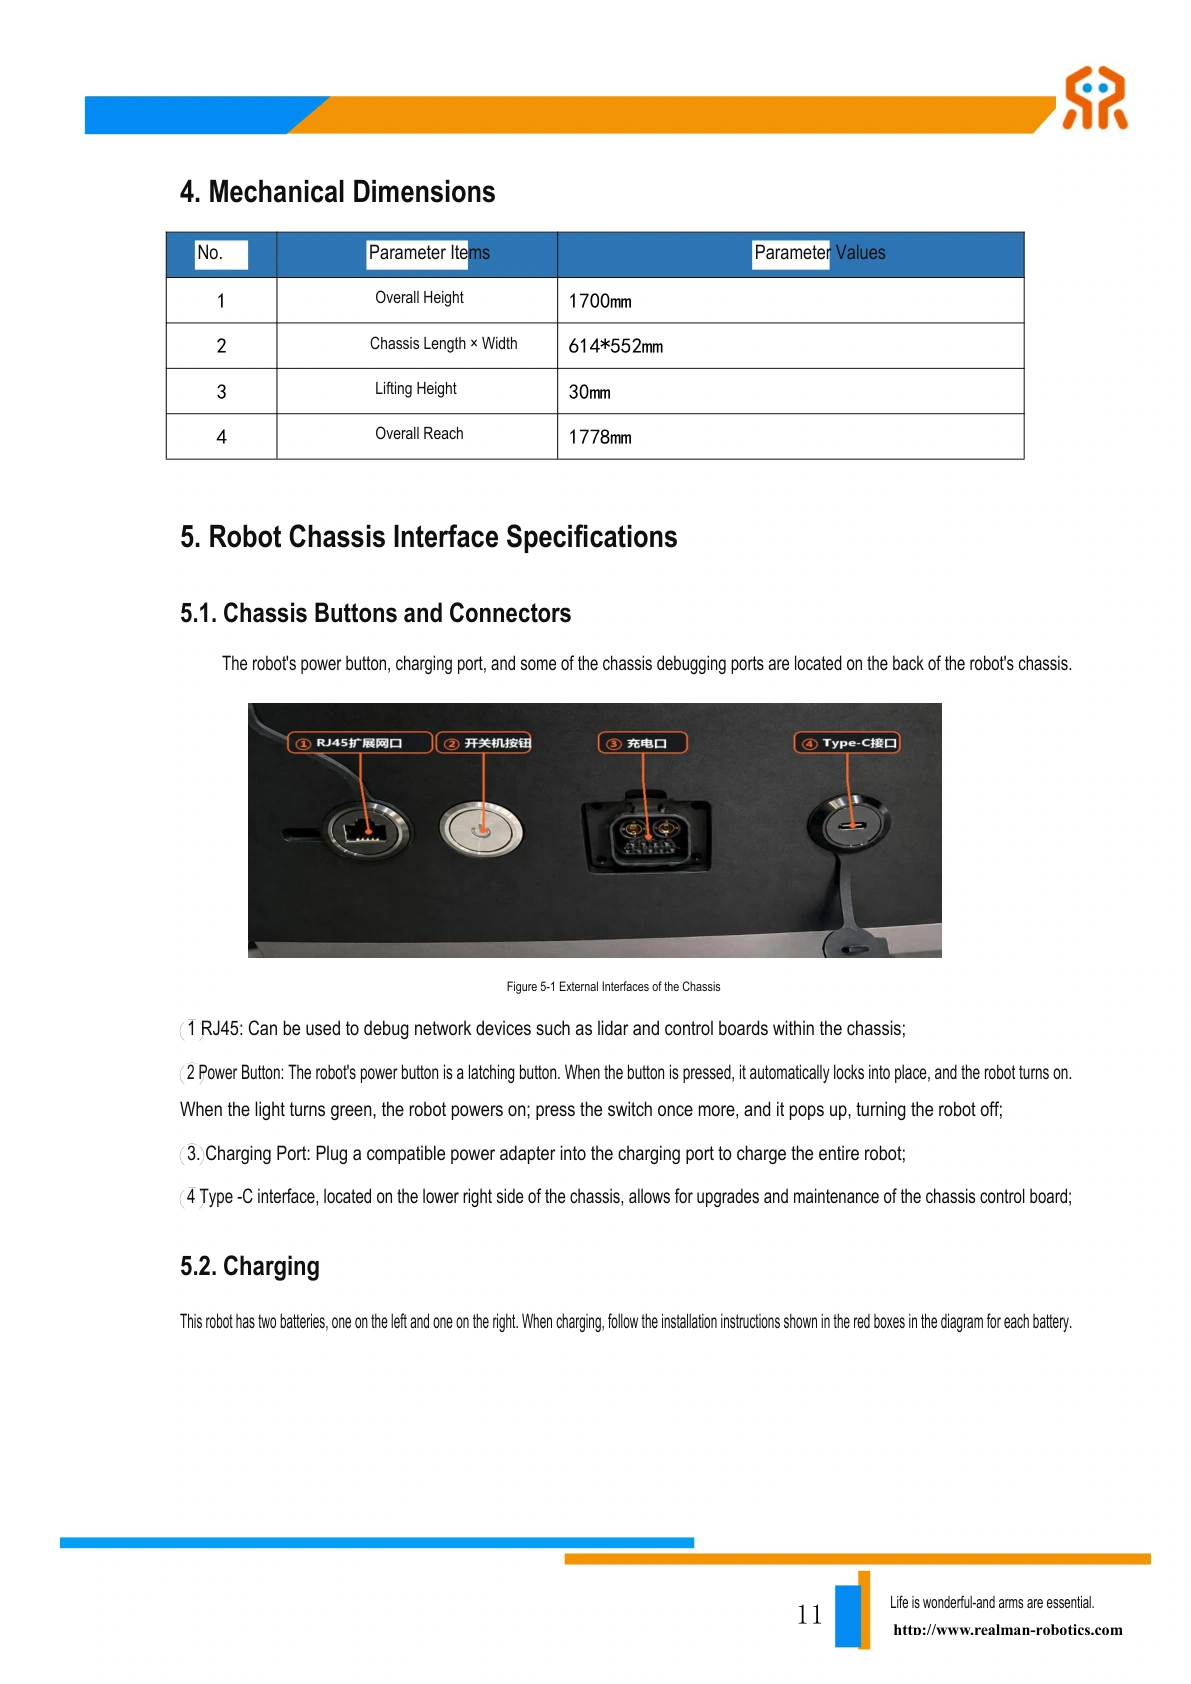 4. Mechanical Dimensions
No. Parameter Items Parameter Values
1 Overall Height 1700mm
2 Chassis Length × Width 614*552mm
3 Lifting Height 30mm
4 Overall Reach 1778mm
5. Robot Chassis Interface Specifications
5.1. Chassis Buttons and Connectors
The robot's power button, charging port, and some of the chassis debugging ports are located on the back of the robot's chassis.
① RJ45扩展网口 ② 开关机按钮 ③ 充电口 ④ Type-C接口
Figure 5-1 External Interfaces of the Chassis
(1 )RJ45: Can be used to debug network devices such as lidar and control boards within the chassis;
(2 )Power Button: The robot's power button is a latching button. When the button is pressed, it automatically locks into place, and the robot turns on.
When the light turns green, the robot powers on; press the switch once more, and it pops up, turning the robot off;
(3. )Charging Port: Plug a compatible power adapter into the charging port to charge the entire robot;
(4 )Type -C interface, located on the lower right side of the chassis, allows for upgrades and maintenance of the chassis control board;
5.2. Charging
This robot has two batteries, one on the left and one on the right. When charging, follow the installation instructions shown in the red boxes in the diagram for each battery.
11
Life is wonderful-and arms are essential.
http://www.realman-robotics.com